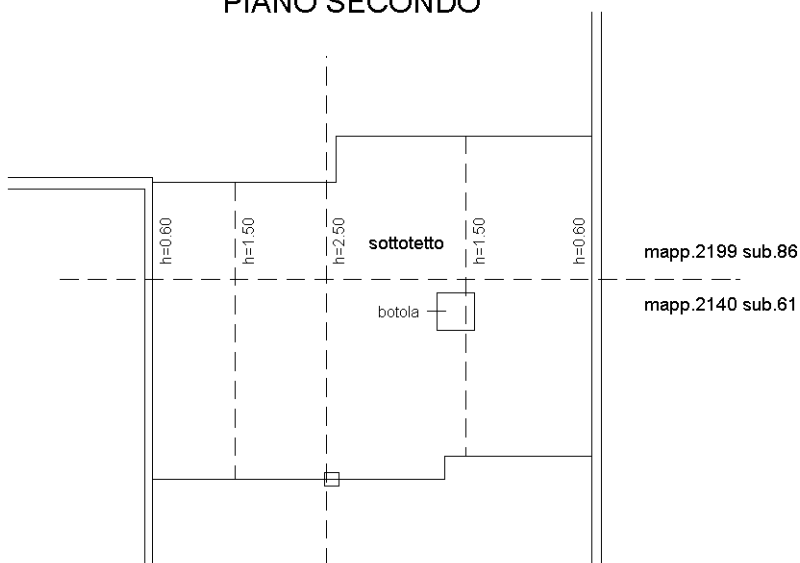 PIANO SECONDO
h=0.60
h=1.50
h=2.50
sottotetto
h=1.50
h=0.60
mapp.2199 sub.86
botola
mapp.2140 sub.61